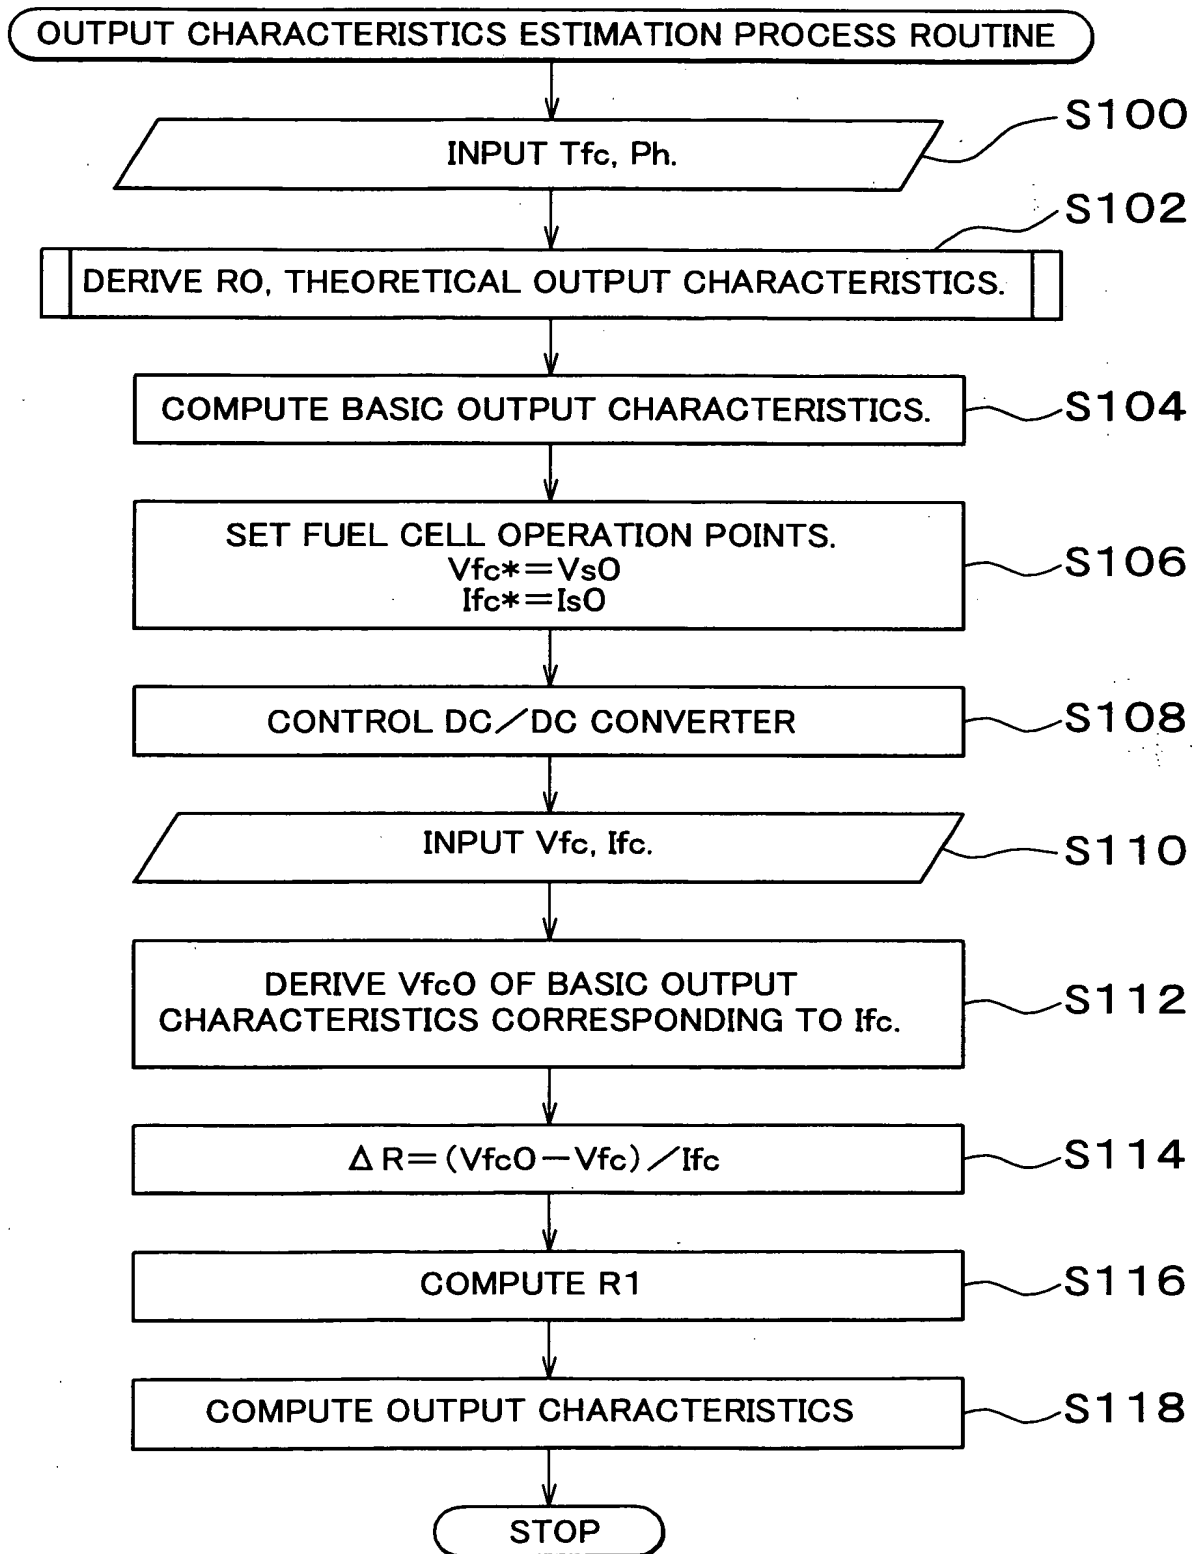 OUTPUT CHARACTERISTICS ESTIMATION PROCESS ROUTINE
S100
INPUT Tfc, Ph.
S102
DERIVE R0, THEORETICAL OUTPUT CHARACTERISTICS.
COMPUTE BASIC OUTPUT CHARACTERISTICS.
S104
SET FUEL CELL OPERATION POINTS.
Vfc*=Vs0
Ifc*=Is0
S106
CONTROL DC/DC CONVERTER
S108
INPUT Vfc, Ifc.
S110
DERIVE Vfc0 OF BASIC OUTPUT
CHARACTERISTICS CORRESPONDING TO Ifc.
S112
ΔR=(Vfc0-Vfc)/Ifc
S114
COMPUTE R1
S116
COMPUTE OUTPUT CHARACTERISTICS
S118
STOP